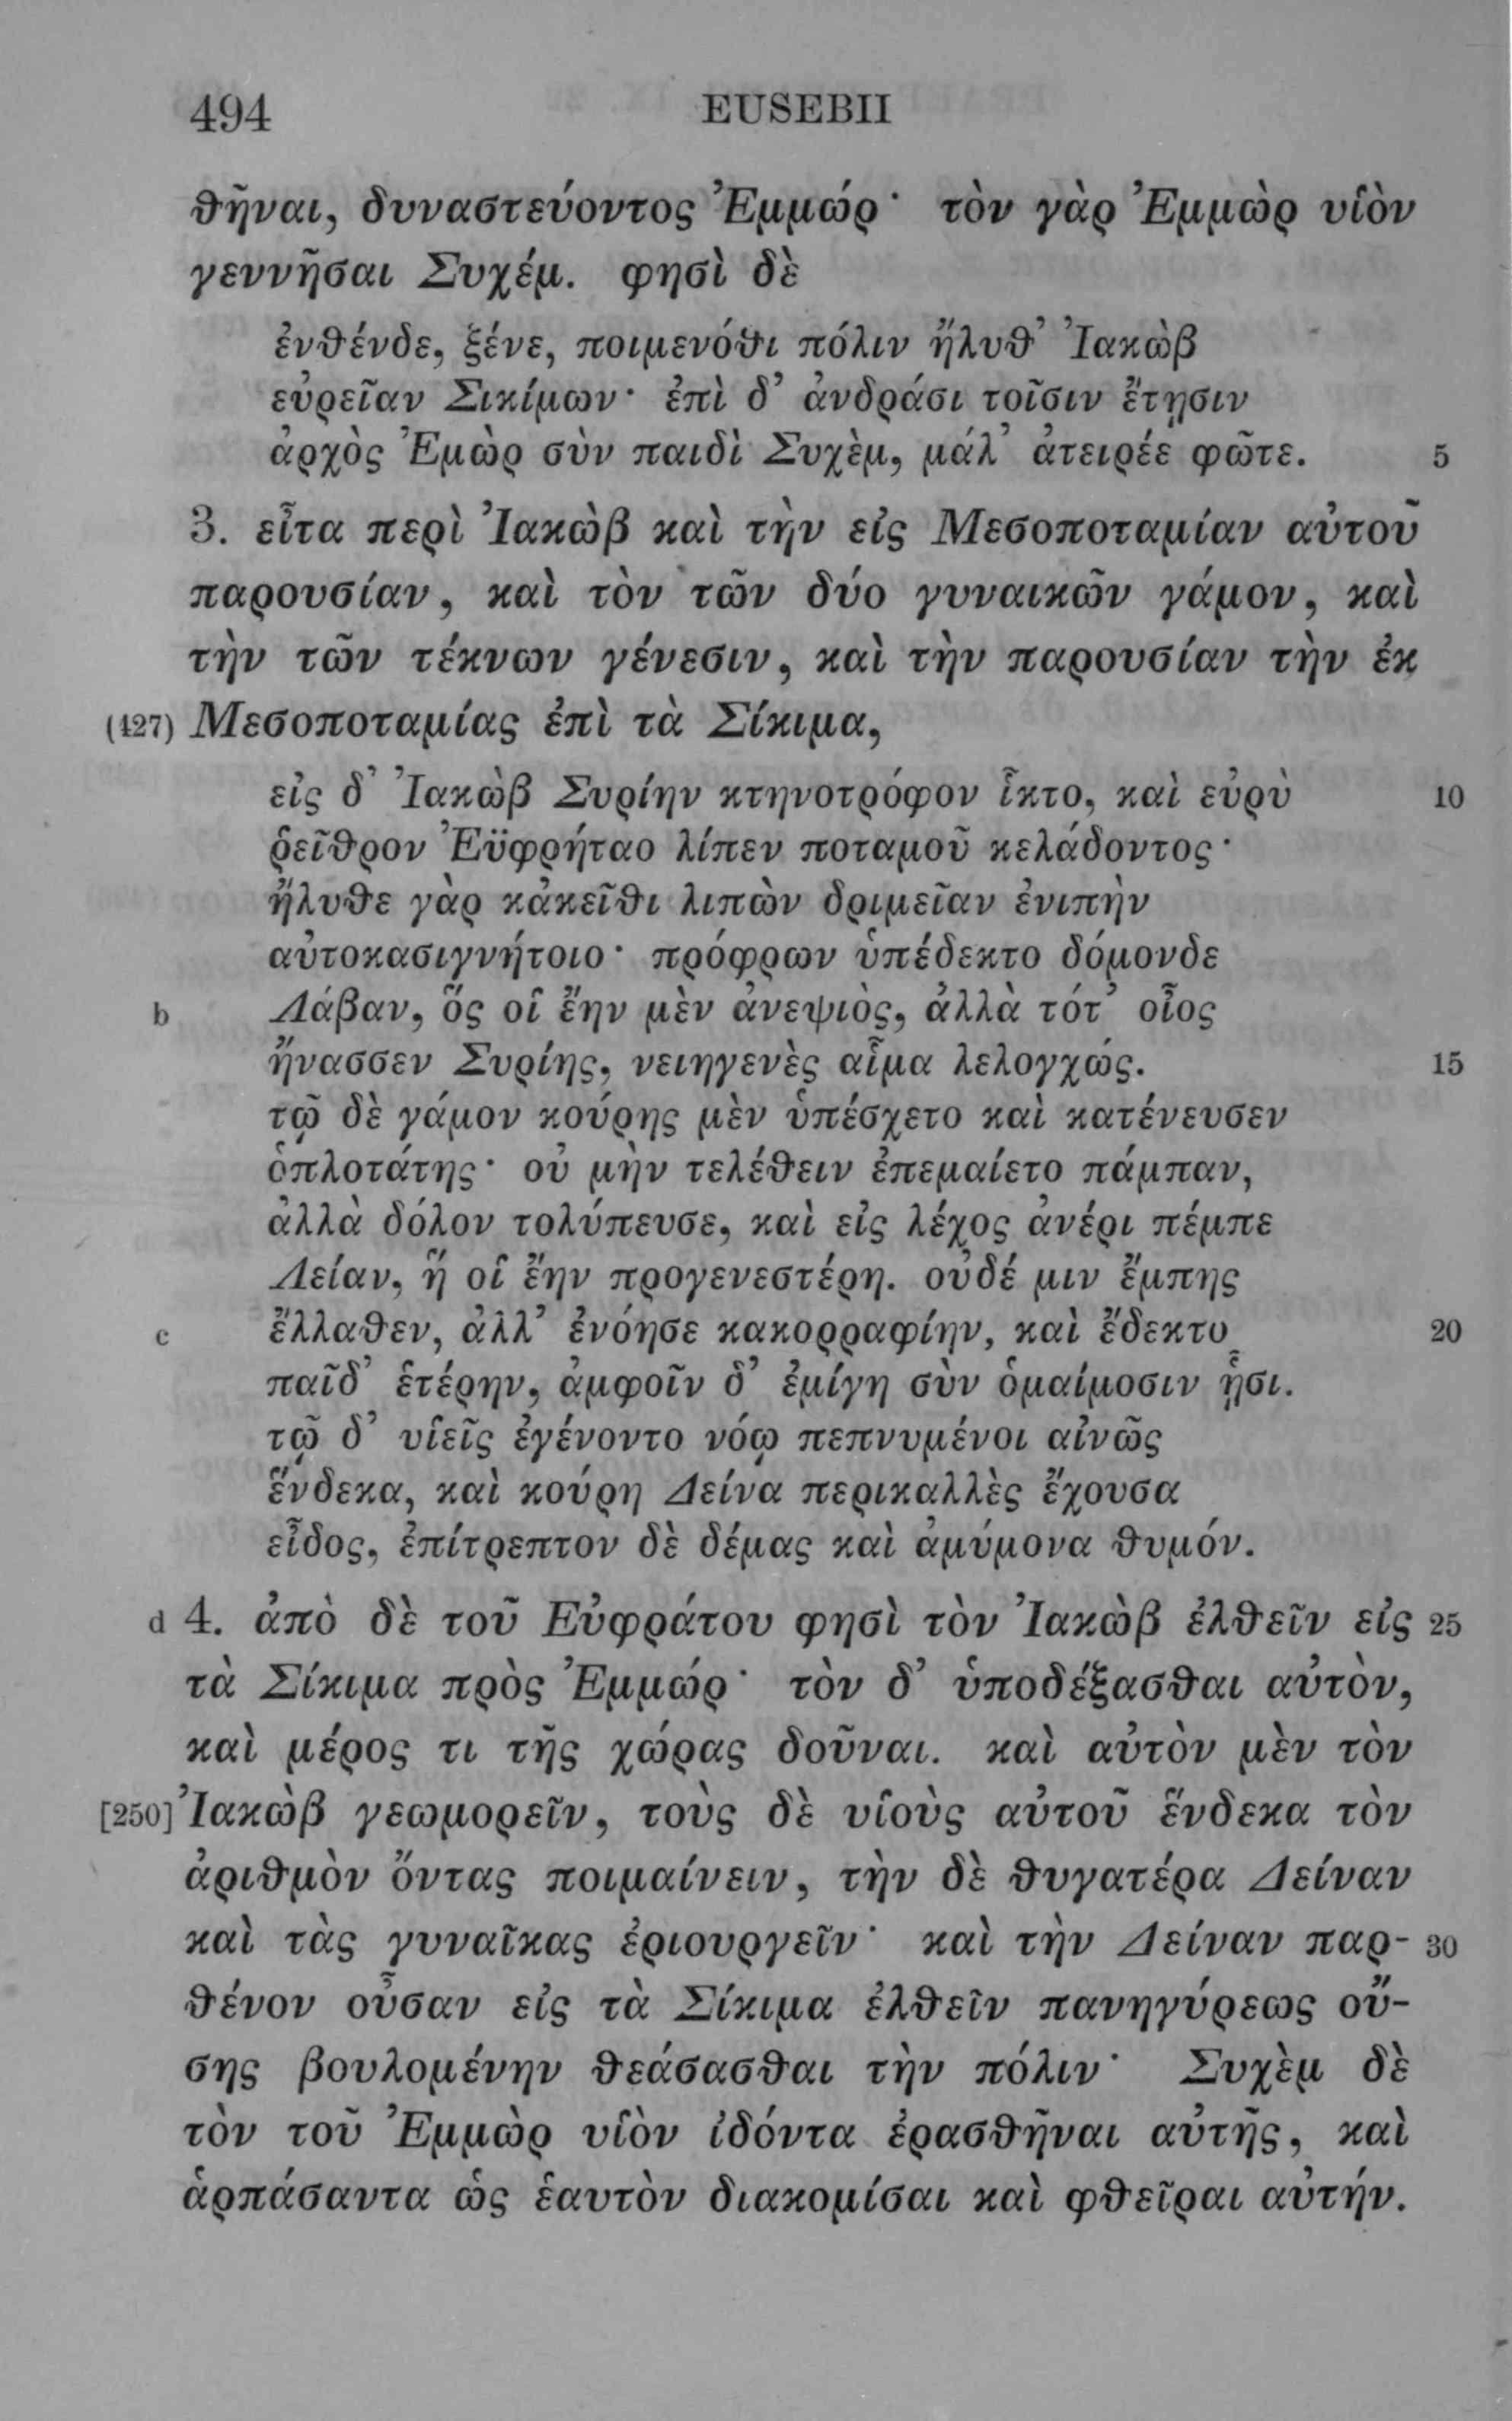 494 EUSEBII
θῆναι, δυναστεύοντος Ἐμμώρ· τὸν γὰρ Ἐμμὼρ υἱὸν
γεννῆσαι Συχέμ. φησὶ δὲ
ἐνθένδε, ξένε, ποιμενόθι πόλιν ἤλυθ’ Ἰακὼβ
εὐρεῖαν Σικίμων· ἐπὶ δ’ ἀνδράσι τοῖσιν ἔτῃσιν
ἀρχὸς Ἐμὼρ σὺν παιδὶ Συχὲμ, μάλ’ ἀτειρέε φῶτε. 5
3. εἶτα περὶ Ἰακὼβ καὶ τὴν εἰς Μεσοποταμίαν αὐτοῦ
παρουσίαν, καὶ τὸν τῶν δύο γυναικῶν γάμον, καὶ
τὴν τῶν τέκνων γένεσιν, καὶ τὴν παρουσίαν τὴν ἐκ
(427) Μεσοποταμίας ἐπὶ τὰ Σίκιμα,
εἰς δ’ Ἰακὼβ Συρίην κτηνοτρόφον ἷκτο, καὶ εὐρὺ 10
ῥεῖθρον Ἐϋφρήταο λίπεν ποταμοῦ κελάδοντος·
ἤλυθε γὰρ κἀκεῖθι λιπὼν δριμεῖαν ἐνιπὴν
αὐτοκασιγνήτοιο· πρόφρων ὑπέδεκτο δόμονδε
b Λάβαν, ὅς οἱ ἔην μὲν ἀνεψιὸς, ἀλλὰ τότ’ οἶος
ἤνασσεν Συρίης, νειηγενὲς αἷμα λελογχώς. 15
τῷ δὲ γάμον κούρης μὲν ὑπέσχετο καὶ κατένευσεν
ὁπλοτάτης· οὐ μὴν τελέθειν ἐπεμαίετο πάμπαν,
ἀλλὰ δόλον τολύπευσε, καὶ εἰς λέχος ἀνέρι πέμπε
Λείαν, ἥ οἱ ἔην προγενεστέρη. οὐδέ μιν ἔμπης
c ἔλλαθεν, ἀλλ’ ἐνόησε κακορραφίην, καὶ ἔδεκτο 20
παῖδ’ ἑτέρην, ἀμφοῖν δ’ ἐμίγη σὺν ὁμαίμοσιν ᾗσι.
τῷ δ’ υἱεῖς ἐγένοντο νόῳ πεπνυμένοι αἰνῶς
ἕνδεκα, καὶ κούρη Δείνα περικαλλὲς ἔχουσα
εἶδος, ἐπίτρεπτον δὲ δέμας καὶ ἀμύμονα θυμόν.
d 4. ἀπὸ δὲ τοῦ Εὐφράτου φησὶ τὸν Ἰακὼβ ἐλθεῖν εἰς 25
τὰ Σίκιμα πρὸς Ἐμμώρ· τὸν δ’ ὑποδέξασθαι αὐτὸν,
καὶ μέρος τι τῆς χώρας δοῦναι. καὶ αὐτὸν μὲν τὸν
[250] Ἰακὼβ γεωμορεῖν, τοὺς δὲ υἱοὺς αὐτοῦ ἕνδεκα τὸν
ἀριθμὸν ὄντας ποιμαίνειν, τὴν δὲ θυγατέρα Δείναν
καὶ τὰς γυναῖκας ἐριουργεῖν· καὶ τὴν Δείναν παρ- 30
θένον οὖσαν εἰς τὰ Σίκιμα ἐλθεῖν πανηγύρεως οὔ-
σης βουλομένην θεάσασθαι τὴν πόλιν· Συχὲμ δὲ
τὸν τοῦ Ἐμμὼρ υἱὸν ἰδόντα ἐρασθῆναι αὐτῆς, καὶ
ἁρπάσαντα ὡς ἑαυτὸν διακομίσαι καὶ φθεῖραι αὐτήν.